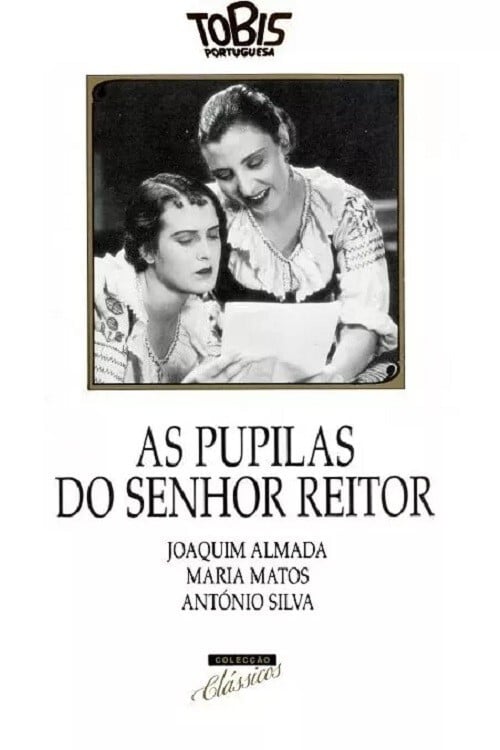 TOBIS
PORTUGUESA
AS PUPILAS
DO SENHOR REITOR
JOAQUIM ALMADA
MARIA MATOS
ANTÓNIO SILVA
COLECÇÃO
Clássicos